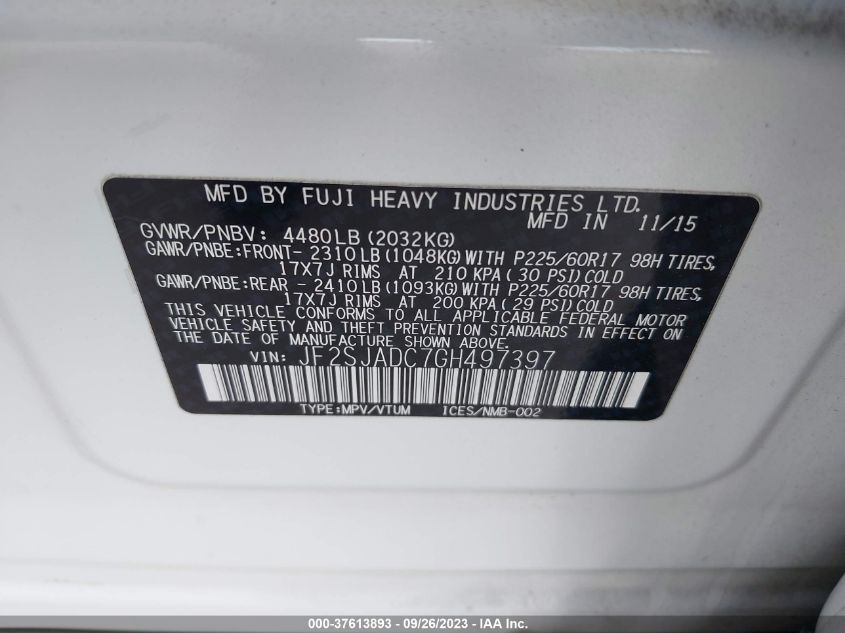 MFD BY FUJI HEAVY INDUSTRIES LTD.
MFD IN 11/15
GVWR/PNBV: 4480LB (2032KG)
GAWR/PNBE:FRONT- 2310LB (1048KG) WITH P225/60R17 98H TIRES,
17X7J RIMS AT 210 KPA ( 30 PSI) COLD
GAWR/PNBE:REAR - 2410LB (1093KG) WITH P225/60R17 98H TIRES,
17X7J RIMS AT 200 KPA ( 29 PSI) COLD
THIS VEHICLE CONFORMS TO ALL APPLICABLE FEDERAL MOTOR
VEHICLE SAFETY AND THEFT PREVENTION STANDARDS IN EFFECT ON
THE DATE OF MANUFACTURE SHOWN ABOVE.
VIN: JF2SJADC7GH497397
TYPE:MPV/VTUM ICES/NMB-002
000-37613893 - 09/26/2023 - IAA Inc.